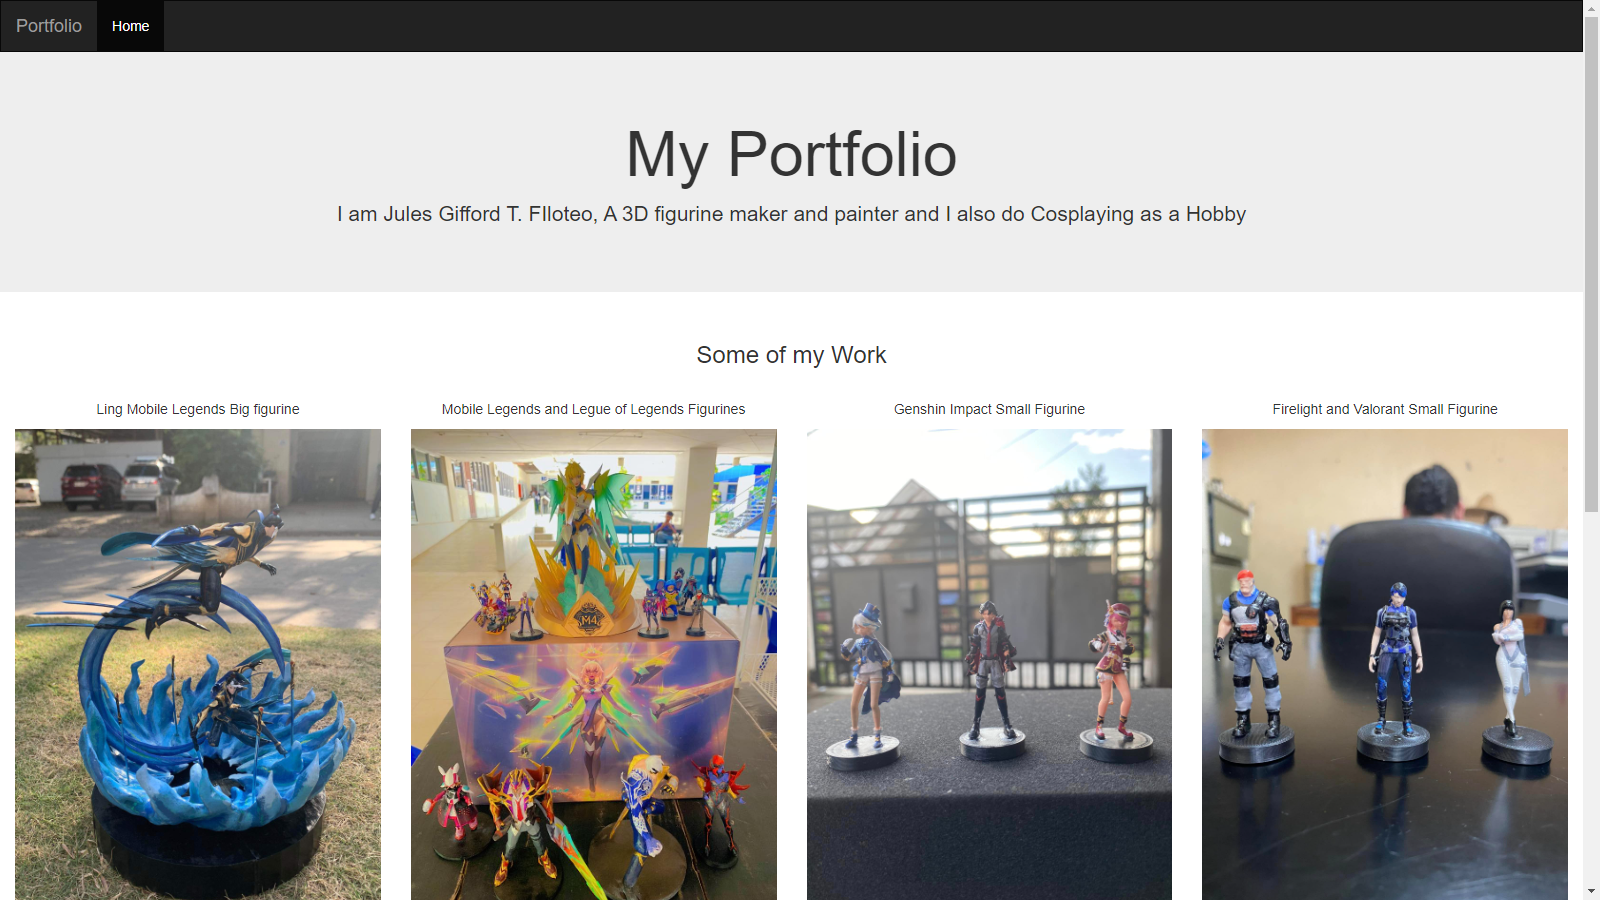 Portfolio
Home
My Portfolio
I am Jules Gifford T. FIloteo, A 3D figurine maker and painter and I also do Cosplaying as a Hobby
Some of my Work
Ling Mobile Legends Big figurine
Mobile Legends and Legue of Legends Figurines
Genshin Impact Small Figurine
Firelight and Valorant Small Figurine
M4